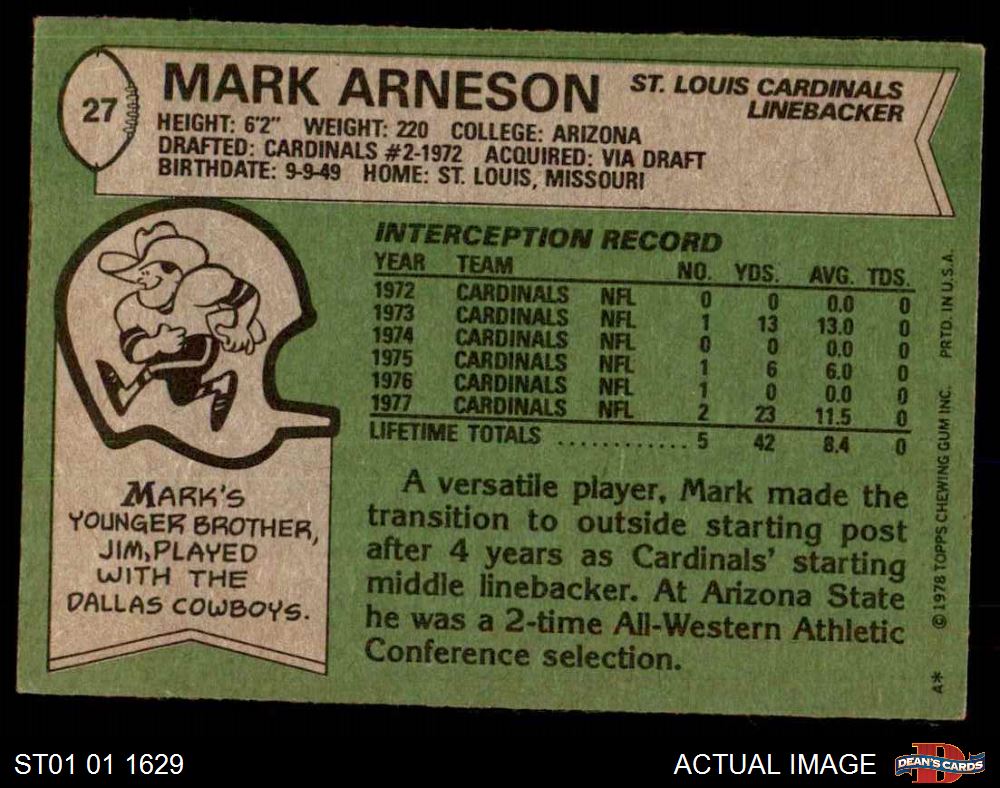 27
MARK ARNESON
ST. LOUIS CARDINALS
LINEBACKER
HEIGHT: 6'2" WEIGHT: 220 COLLEGE: ARIZONA
DRAFTED: CARDINALS #2-1972 ACQUIRED: VIA DRAFT
BIRTHDATE: 9-9-49 HOME: ST. LOUIS, MISSOURI
INTERCEPTION RECORD
YEAR TEAM NO. YDS. AVG. TDS.
1972 CARDINALS NFL 0 0 0.0 0
1973 CARDINALS NFL 1 13 13.0 0
1974 CARDINALS NFL 0 0 0.0 0
1975 CARDINALS NFL 1 6 6.0 0
1976 CARDINALS NFL 1 0 0.0 0
1977 CARDINALS NFL 2 23 11.5 0
LIFETIME TOTALS ............ 5 42 8.4 0
MARK'S
YOUNGER BROTHER,
JIM, PLAYED
WITH THE
DALLAS COWBOYS.
A versatile player, Mark made the
transition to outside starting post
after 4 years as Cardinals' starting
middle linebacker. At Arizona State
he was a 2-time All-Western Athletic
Conference selection.
A* © 1978 TOPPS CHEWING GUM INC. PRTD. IN U.S.A.
ST01 01 1629
ACTUAL IMAGE
D
DEAN'S CARDS